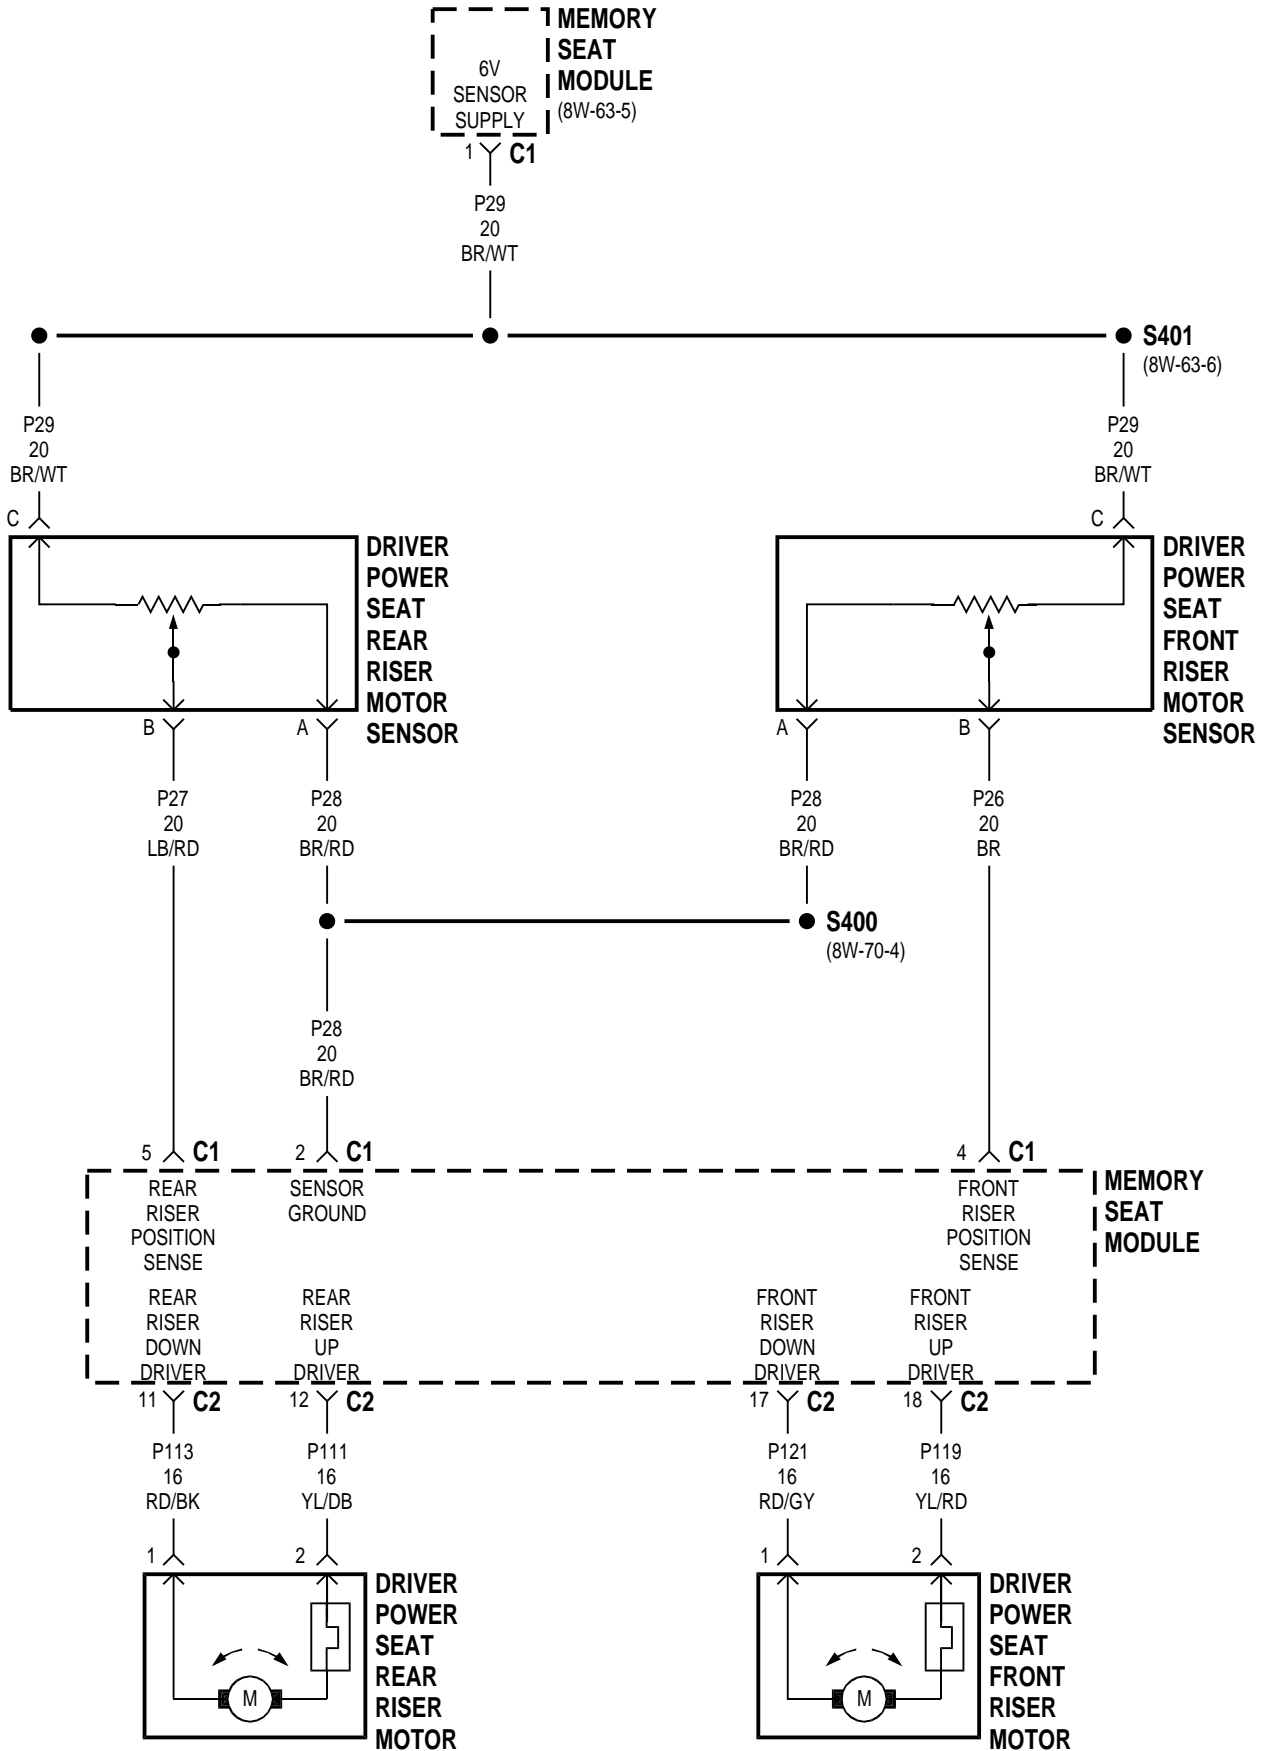 MEMORY
SEAT
MODULE
(8W-63-5)
6V
SENSOR
SUPPLY
1
C1
P29
20
BR/WT
S401
(8W-63-6)
P29
20
BR/WT
P29
20
BR/WT
C
C
DRIVER
POWER
SEAT
REAR
RISER
MOTOR
SENSOR
DRIVER
POWER
SEAT
FRONT
RISER
MOTOR
SENSOR
B
A
A
B
P27
20
LB/RD
P28
20
BR/RD
P28
20
BR/RD
P26
20
BR
S400
(8W-70-4)
P28
20
BR/RD
5
C1
2
C1
4
C1
MEMORY
SEAT
MODULE
REAR
RISER
POSITION
SENSE
SENSOR
GROUND
FRONT
RISER
POSITION
SENSE
REAR
RISER
DOWN
DRIVER
REAR
RISER
UP
DRIVER
FRONT
RISER
DOWN
DRIVER
FRONT
RISER
UP
DRIVER
11
C2
12
C2
17
C2
18
C2
P113
16
RD/BK
P111
16
YL/DB
P121
16
RD/GY
P119
16
YL/RD
1
2
1
2
DRIVER
POWER
SEAT
REAR
RISER
MOTOR
M
DRIVER
POWER
SEAT
FRONT
RISER
MOTOR
M